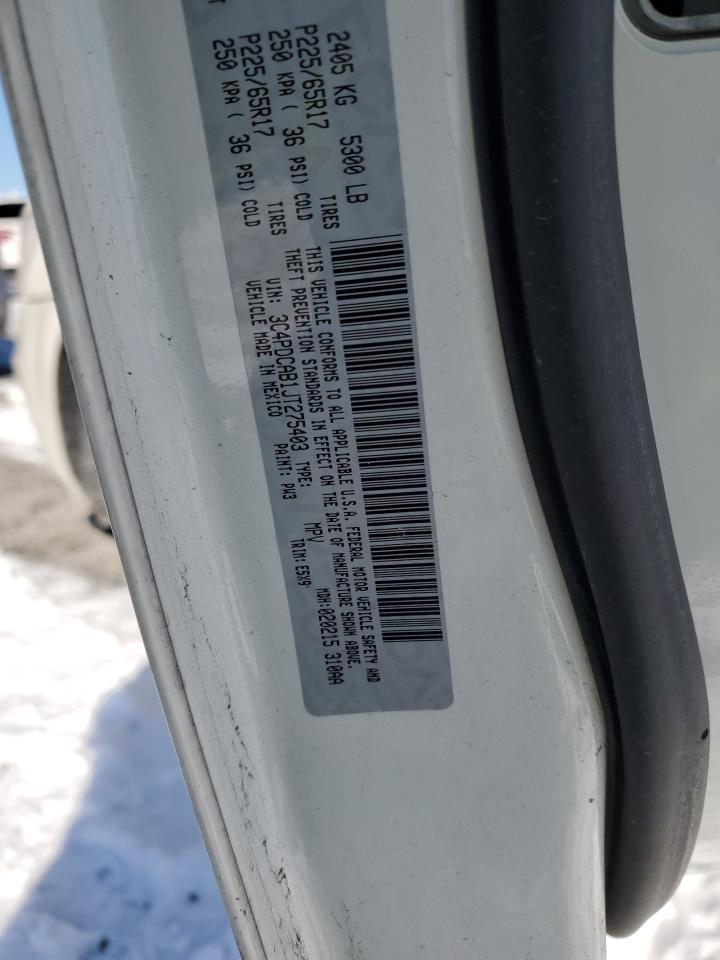 2405 KG 5300 LB
P225/65R17 TIRES
250 KPA ( 36 PSI) COLD
P225/65R17 TIRES
250 KPA ( 36 PSI) COLD
THIS VEHICLE CONFORMS TO ALL APPLICABLE U.S.A. FEDERAL MOTOR VEHICLE SAFETY AND
THEFT PREVENTION STANDARDS IN EFFECT ON THE DATE OF MANUFACTURE SHOWN ABOVE.
VIN: 3C4PDCAB1JT275403 TYPE: MPV MDH:020215 310AA
VEHICLE MADE IN MEXICO PAINT: PW3 TRIM:E5X9